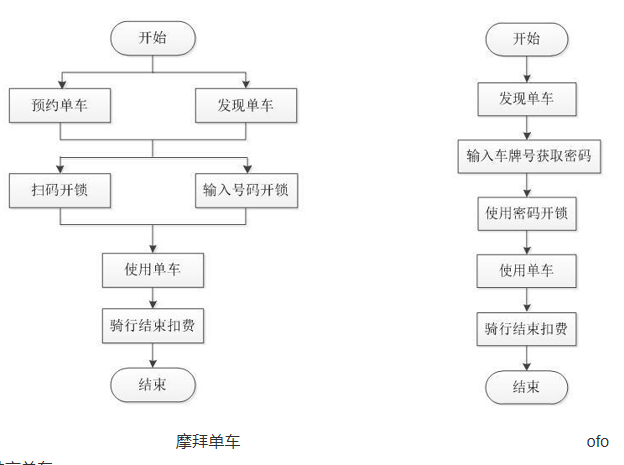 开始
预约单车
发现单车
扫码开锁
输入号码开锁
使用单车
骑行结束扣费
结束
摩拜单车
开始
发现单车
输入车牌号获取密码
使用密码开锁
使用单车
骑行结束扣费
结束
ofo